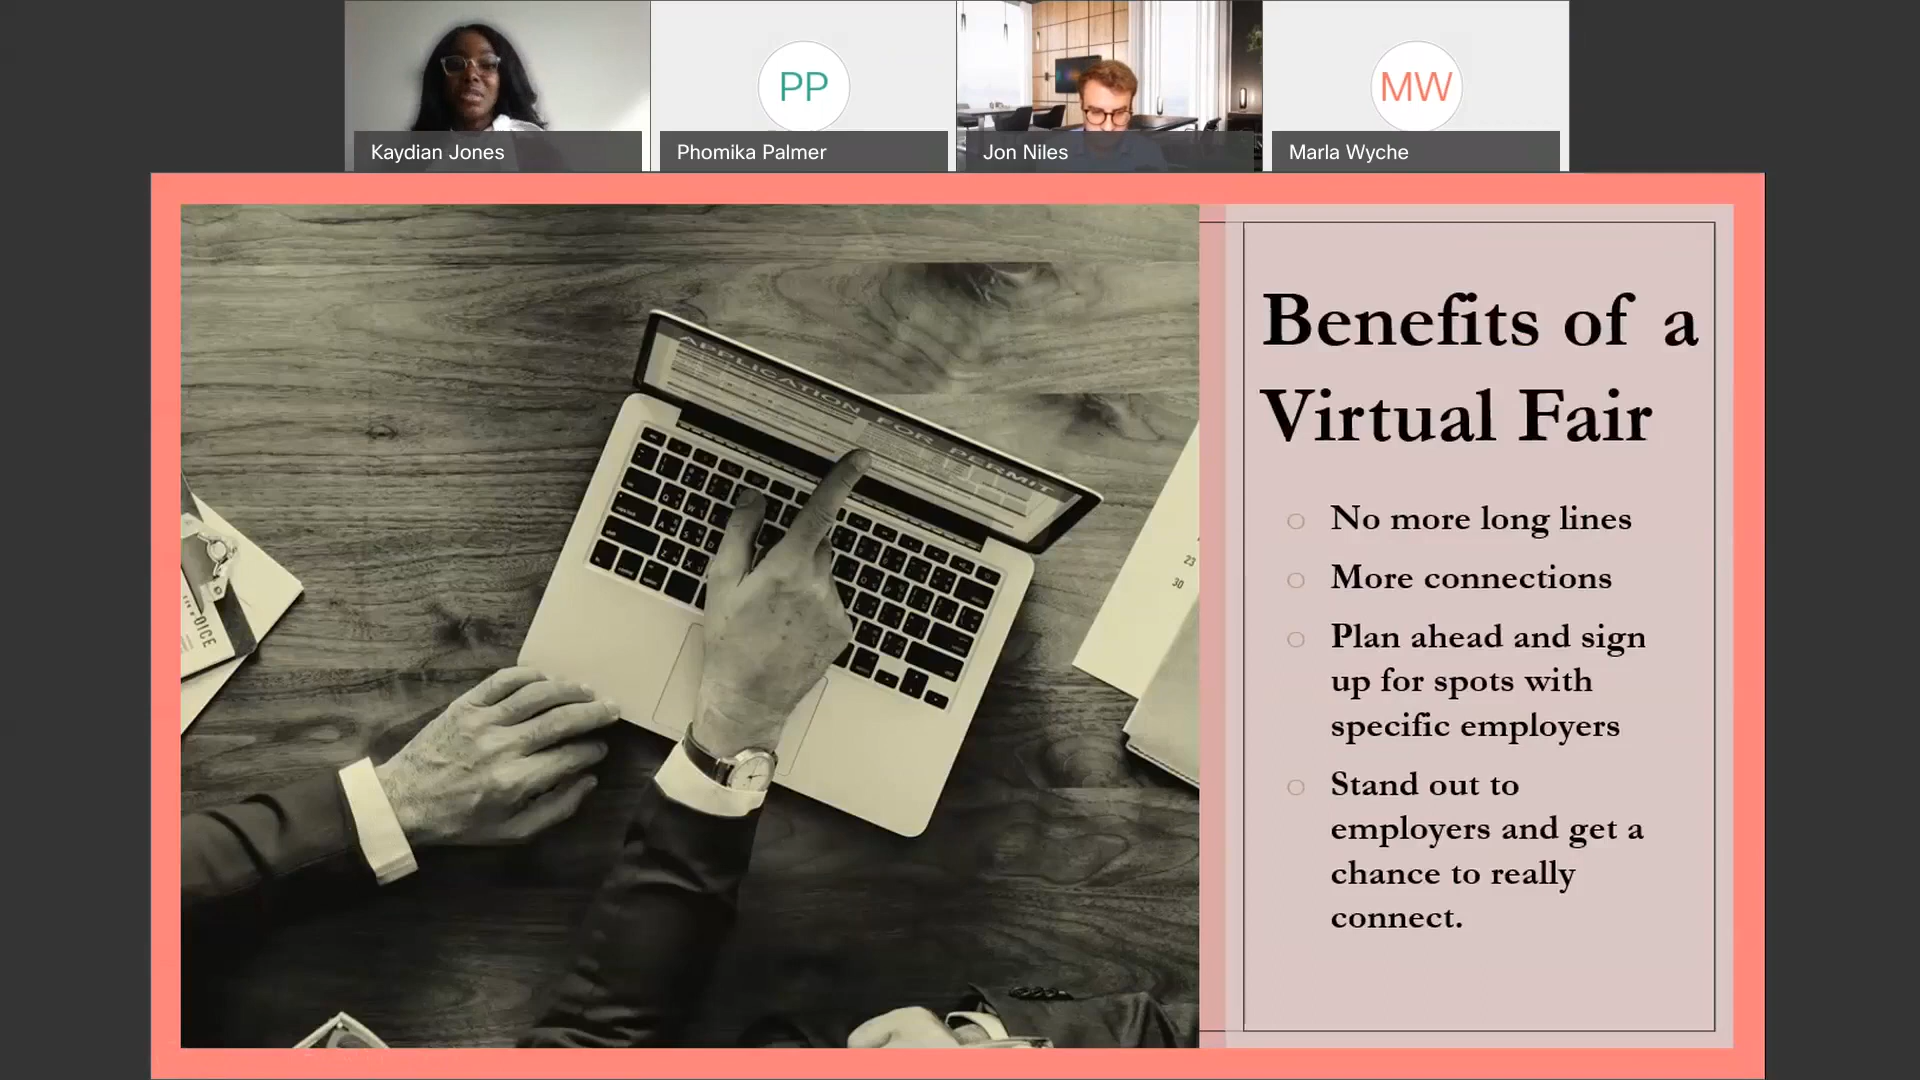 PP
MW
Kaydian Jones
Phomika Palmer
Jon Niles
Marla Wyche
APPLICATION FOR PERMIT
23
30
Benefits of a
Virtual Fair
No more long lines
More connections
Plan ahead and sign
up for spots with
specific employers
Stand out to
employers and get a
chance to really
connect.